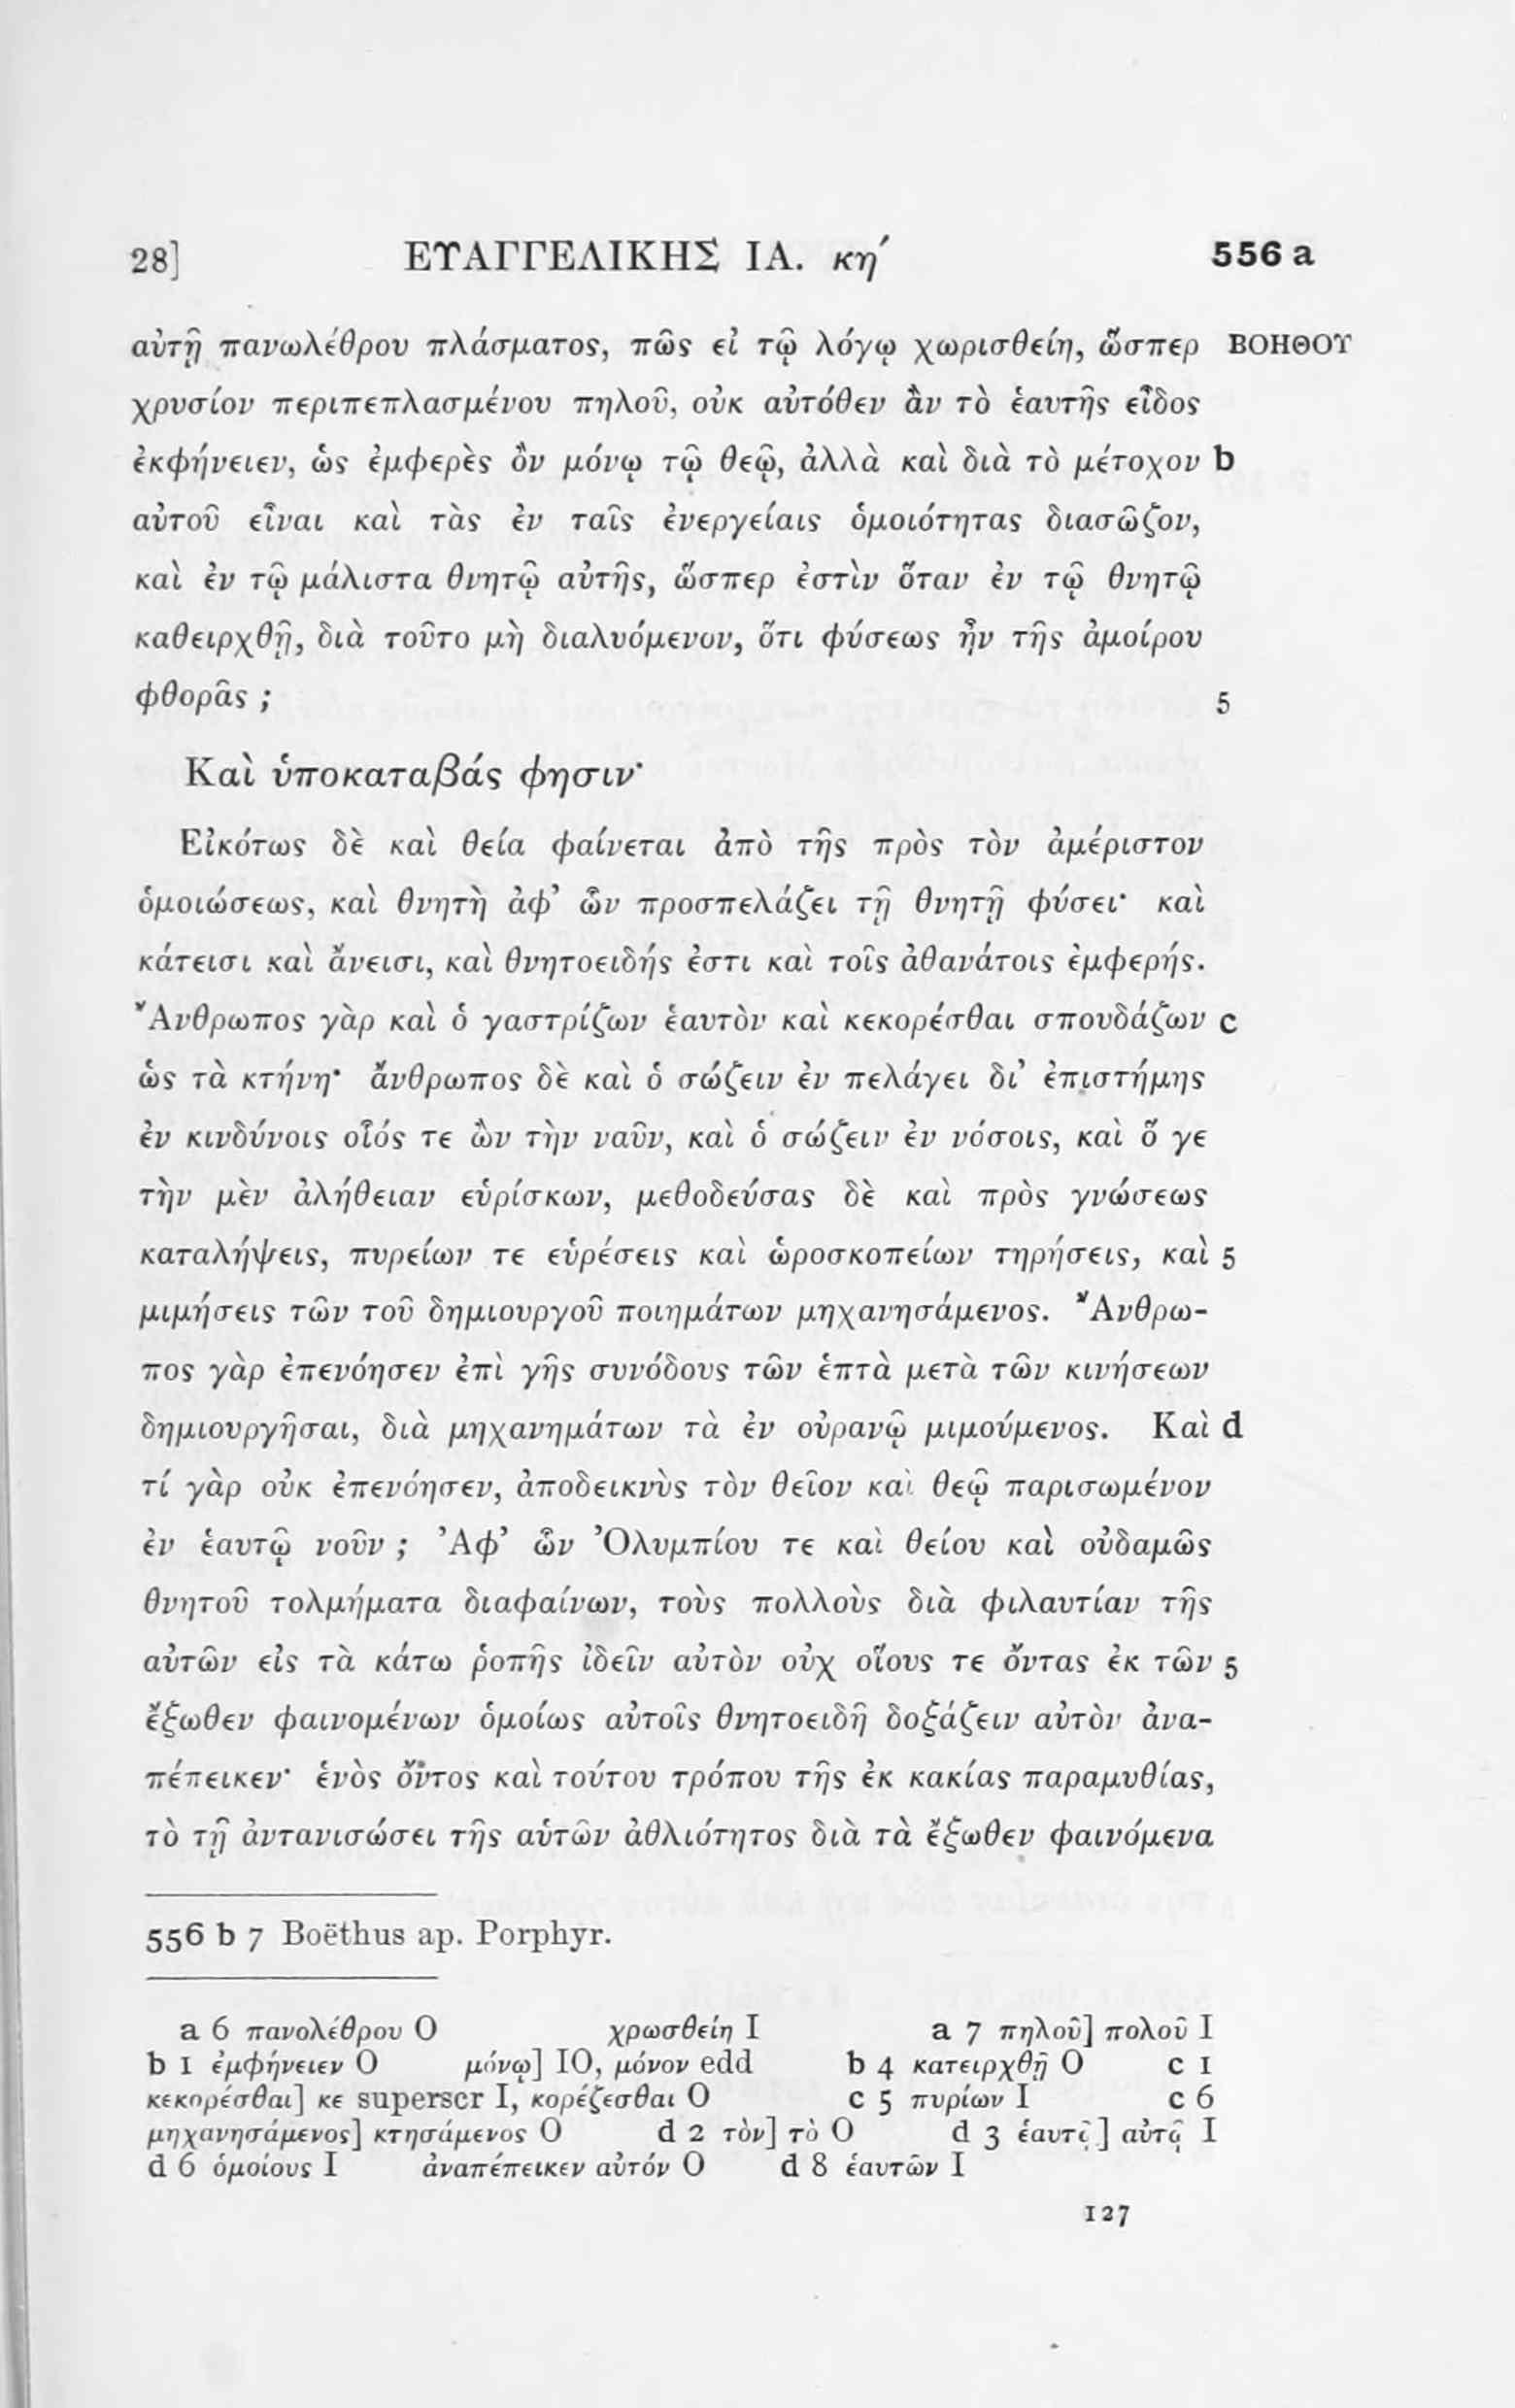 28] ΕΥΑΓΓΕΛΙΚΗΣ ΙΑ. κηʹ 556 a
αὐτῇ πανωλέθρου πλάσματος, πῶς εἰ τῷ λόγῳ χωρισθείη, ὥσπερ ΒΟΗΘΟΥ
χρυσίον περιπεπλασμένου πηλοῦ, οὐκ αὐτόθεν ἂν τὸ ἑαυτῆς εἶδος
ἐκφήνειεν, ὡς ἐμφερὲς ὂν μόνῳ τῷ θεῷ, ἀλλὰ καὶ διὰ τὸ μέτοχον b
αὐτοῦ εἶναι καὶ τὰς ἐν ταῖς ἐνεργείαις ὁμοιότητας διασῶζον,
καὶ ἐν τῷ μάλιστα θνητῷ αὐτῆς, ὥσπερ ἐστὶν ὅταν ἐν τῷ θνητῷ
καθειρχθῇ, διὰ τοῦτο μὴ διαλυόμενον, ὅτι φύσεως ἦν τῆς ἀμοίρου
φθορᾶς ; 5
Καὶ ὑποκαταβάς φησιν·
Εἰκότως δὲ καὶ θεία φαίνεται ἀπὸ τῆς πρὸς τὸν ἀμέριστον
ὁμοιώσεως, καὶ θνητὴ ἀφ’ ὧν προσπελάζει τῇ θνητῇ φύσει· καὶ
κάτεισι καὶ ἄνεισι, καὶ θνητοειδής ἐστι καὶ τοῖς ἀθανάτοις ἐμφερής.
Ἄνθρωπος γὰρ καὶ ὁ γαστρίζων ἑαυτὸν καὶ κεκορέσθαι σπουδάζων c
ὡς τὰ κτήνη· ἄνθρωπος δὲ καὶ ὁ σώζειν ἐν πελάγει δι’ ἐπιστήμης
ἐν κινδύνοις οἷός τε ὢν τὴν ναῦν, καὶ ὁ σώζειν ἐν νόσοις, καὶ ὅ γε
τὴν μὲν ἀλήθειαν εὑρίσκων, μεθοδεύσας δὲ καὶ πρὸς γνώσεως
καταλήψεις, πυρείων τε εὑρέσεις καὶ ὡροσκοπείων τηρήσεις, καὶ 5
μιμήσεις τῶν τοῦ δημιουργοῦ ποιημάτων μηχανησάμενος. Ἄνθρω-
πος γὰρ ἐπενόησεν ἐπὶ γῆς συνόδους τῶν ἑπτὰ μετὰ τῶν κινήσεων
δημιουργῆσαι, διὰ μηχανημάτων τὰ ἐν οὐρανῷ μιμούμενος. Καὶ d
τί γὰρ οὐκ ἐπενόησεν, ἀποδεικνὺς τὸν θεῖον καὶ θεῷ παρισωμένον
ἐν ἑαυτῷ νοῦν ; Ἀφ’ ὧν Ὀλυμπίου τε καὶ θείου καὶ οὐδαμῶς
θνητοῦ τολμήματα διαφαίνων, τοὺς πολλοὺς διὰ φιλαυτίαν τῆς
αὐτῶν εἰς τὰ κάτω ῥοπῆς ἰδεῖν αὐτὸν οὐχ οἵους τε ὄντας ἐκ τῶν 5
ἔξωθεν φαινομένων ὁμοίως αὐτοῖς θνητοειδῆ δοξάζειν αὐτὸν ἀνα-
πέπεικεν· ἑνὸς ὄντος καὶ τούτου τρόπου τῆς ἐκ κακίας παραμυθίας,
τὸ τῇ ἀντανισώσει τῆς αὑτῶν ἀθλιότητος διὰ τὰ ἔξωθεν φαινόμενα
556 b 7 Boëthus ap. Porphyr.
a 6 πανολέθρου O χρωσθείη I a 7 πηλοῦ] πολοῦ I
b 1 ἐμφήνειεν O μόνῳ] IO, μόνον edd b 4 κατειρχθῇ O c 1
κεκορέσθαι] κε superscr I, κορέζεσθαι O c 5 πυρίων I c 6
μηχανησάμενος] κτησάμενος O d 2 τὸν] τὸ O d 3 ἑαυτῷ] αὐτῷ I
d 6 ὁμοίους I ἀναπέπεικεν αὐτόν O d 8 ἑαυτῶν I
127